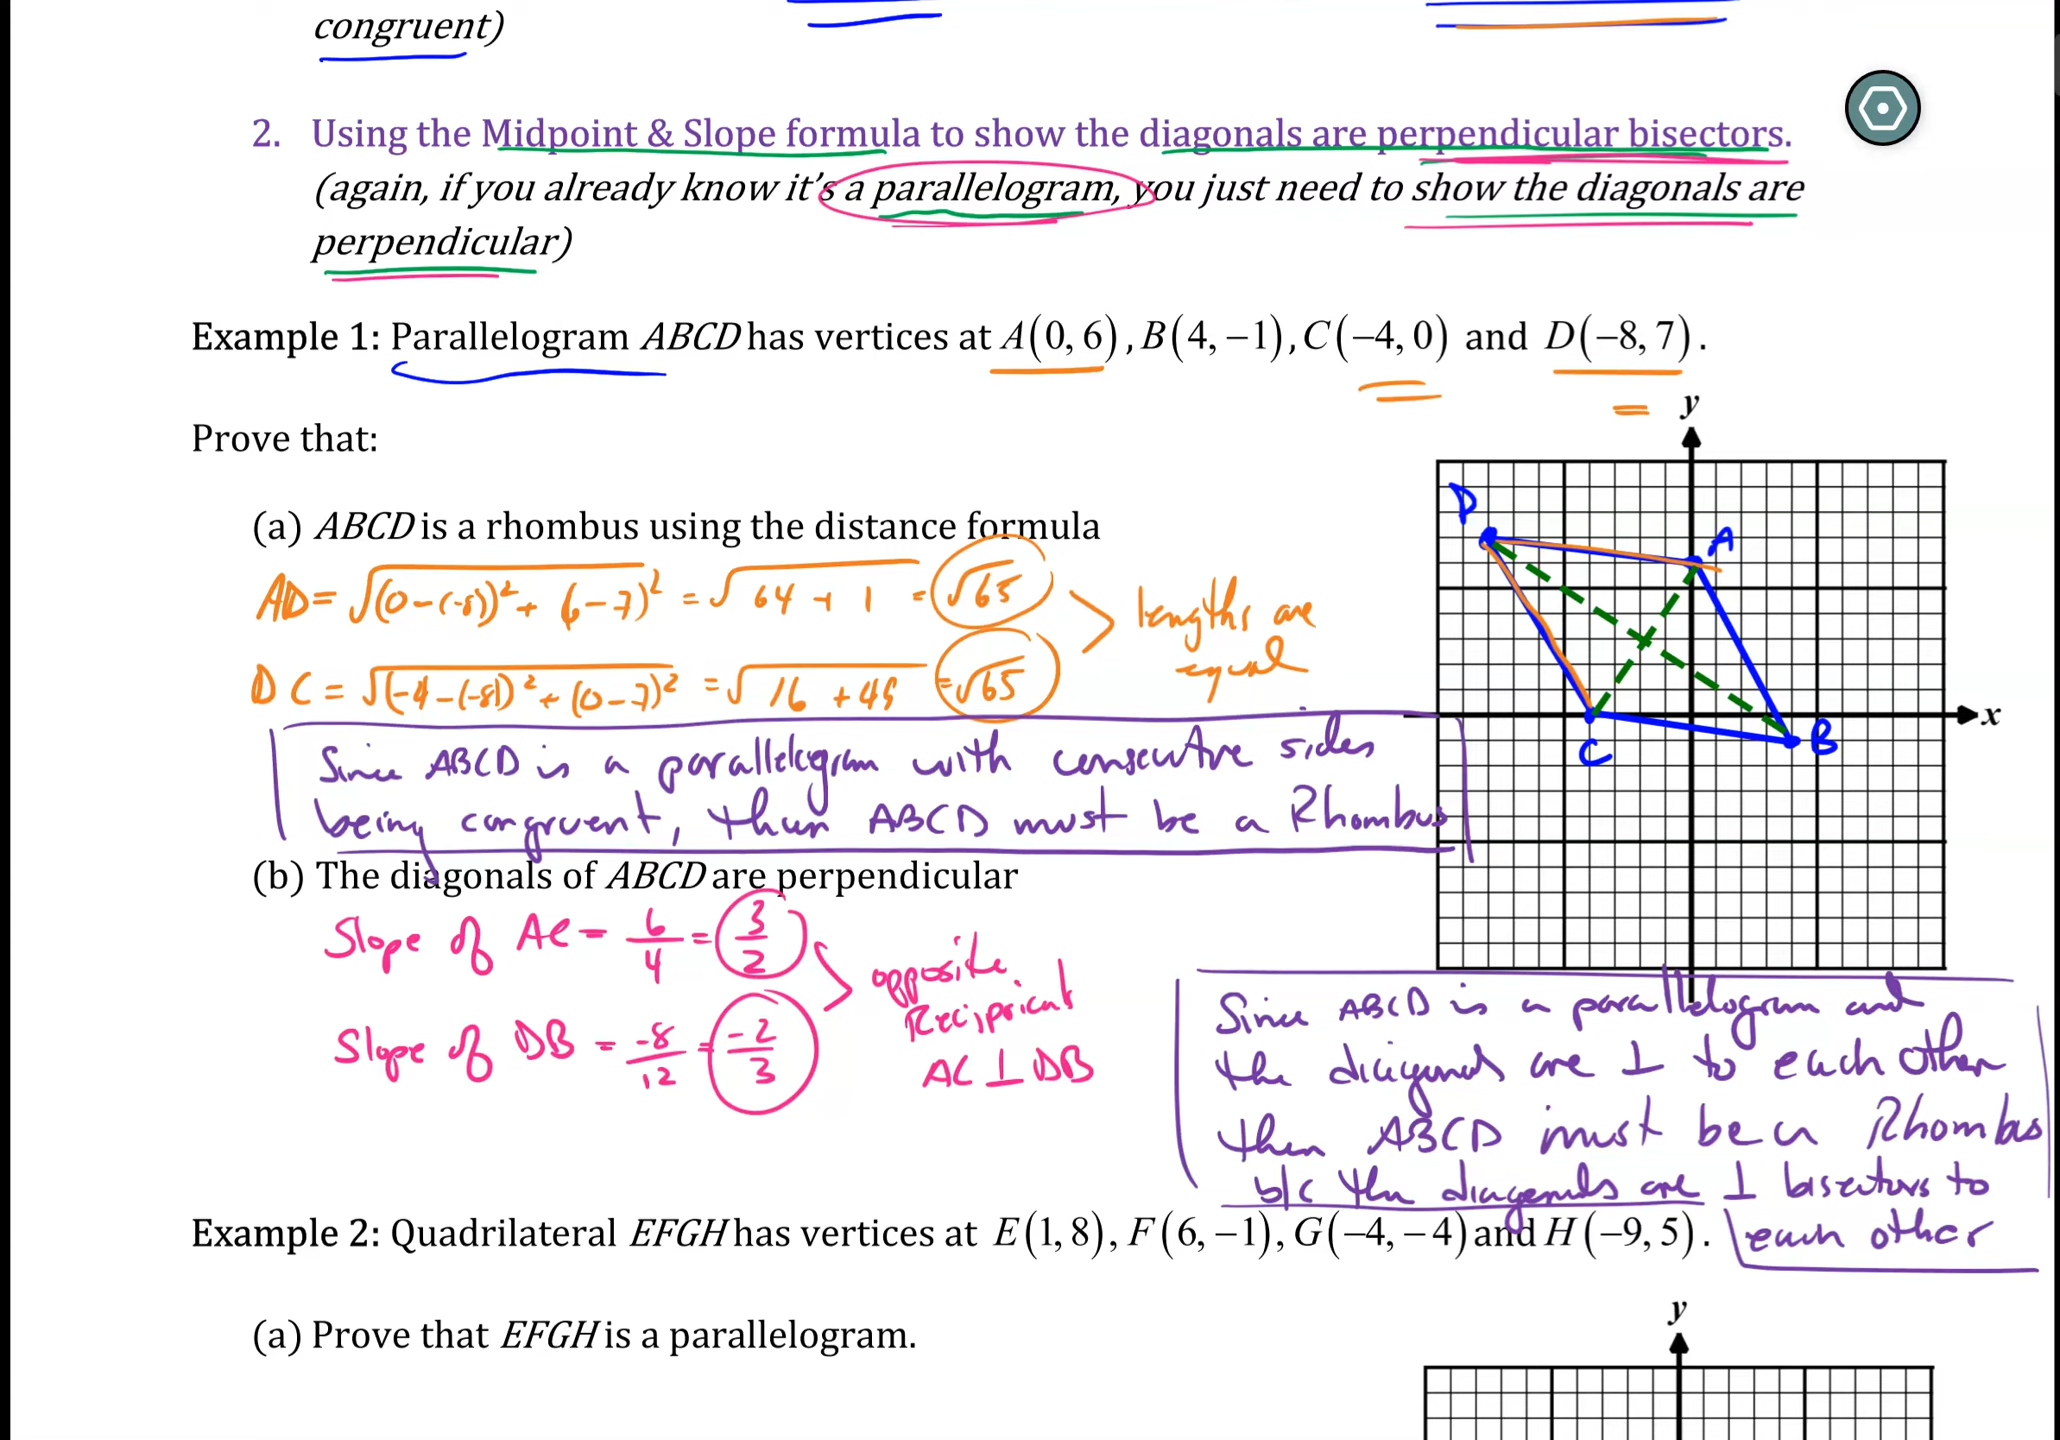 congruent)
2. Using the Midpoint & Slope formula to show the diagonals are perpendicular bisectors.
(again, if you already know it's a parallelogram, you just need to show the diagonals are
perpendicular)
Example 1: Parallelogram ABCD has vertices at A(0, 6), B(4, −1), C(−4, 0) and D(−8, 7).
Prove that:
y
x
D
A
C
B
(a) ABCD is a rhombus using the distance formula
AD = √(0-(-8))² + (6-7)² = √64 + 1 = √65
DC = √(-4-(-8))² + (0-7)² = √16 + 49 = √65
lengths are
equal
Since ABCD is a parallelogram with consecutive sides
being congruent, then ABCD must be a Rhombus
(b) The diagonals of ABCD are perpendicular
Slope of AC = 6/4 = 3/2
Slope of DB = -8/12 = -2/3
opposite
Reciprical
AC ⊥ DB
Since ABCD is a parallelogram and
the diagonals are ⊥ to each other
then ABCD must be a Rhombus
b/c the diagonals are ⊥ bisectors to
each other
Example 2: Quadrilateral EFGH has vertices at E(1, 8), F(6, −1), G(−4, −4) and H(−9, 5).
(a) Prove that EFGH is a parallelogram.
y